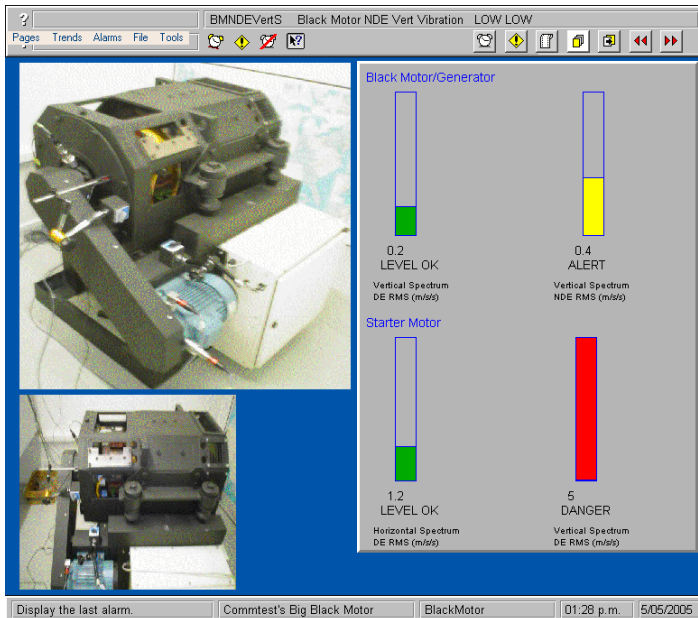 ?
BMNDEVertS Black Motor NDE Vert Vibration LOW LOW
Pages Trends Alarms File Tools
Black Motor/Generator
0.2 0.4
LEVEL OK ALERT
Vertical Spectrum Vertical Spectrum
DE RMS (m/s/s) NDE RMS (m/s/s)
Starter Motor
1.2 5
LEVEL OK DANGER
Horizontal Spectrum Vertical Spectrum
DE RMS (m/s/s) DE RMS (m/s/s)
Display the last alarm. Commtest's Big Black Motor BlackMotor 01:28 p.m. 5/05/2005